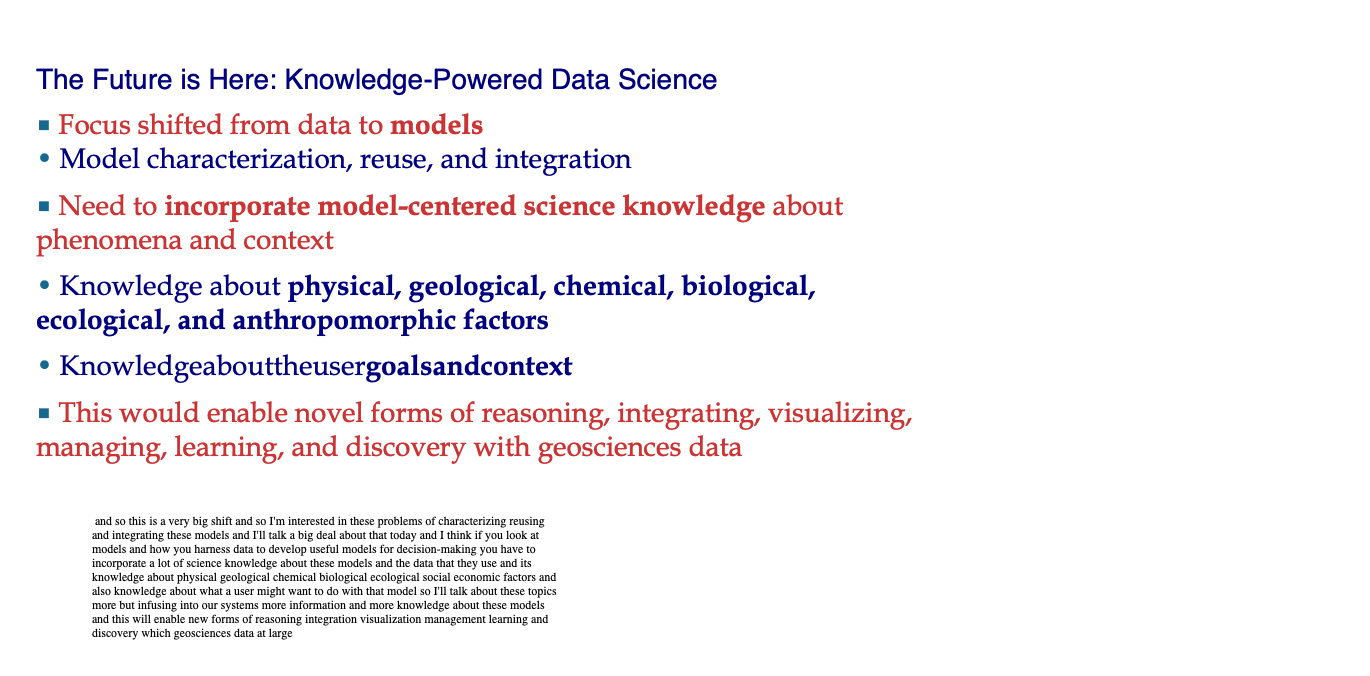 The Future is Here: Knowledge-Powered Data Science
▪ Focus shifted from data to models
• Model characterization, reuse, and integration
▪ Need to incorporate model-centered science knowledge about
phenomena and context
• Knowledge about physical, geological, chemical, biological,
ecological, and anthropomorphic factors
• Knowledgeabouttheusergoalsandcontext
▪ This would enable novel forms of reasoning, integrating, visualizing,
managing, learning, and discovery with geosciences data
and so this is a very big shift and so I'm interested in these problems of characterizing reusing
and integrating these models and I'll talk a big deal about that today and I think if you look at
models and how you harness data to develop useful models for decision-making you have to
incorporate a lot of science knowledge about these models and the data that they use and its
knowledge about physical geological chemical biological ecological social economic factors and
also knowledge about what a user might want to do with that model so I'll talk about these topics
more but infusing into our systems more information and more knowledge about these models
and this will enable new forms of reasoning integration visualization management learning and
discovery which geosciences data at large